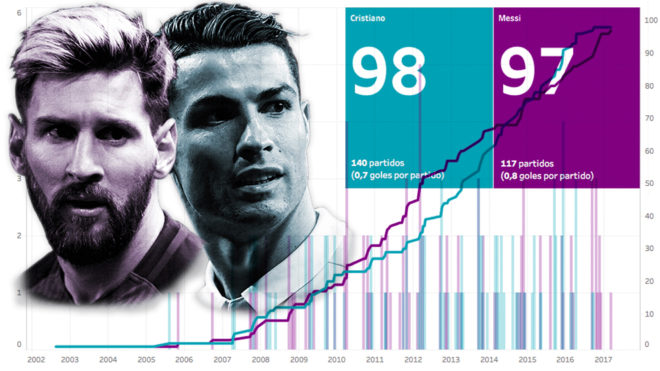 Cristiano
98
140 partidos
(0,7 goles por partido)
Messi
97
117 partidos
(0,8 goles por partido)
6
3
2
1
0
100
90
80
70
60
50
40
30
20
10
0
2002 2003 2004 2005 2006 2007 2008 2009 2010 2011 2012 2013 2014 2015 2016 2017